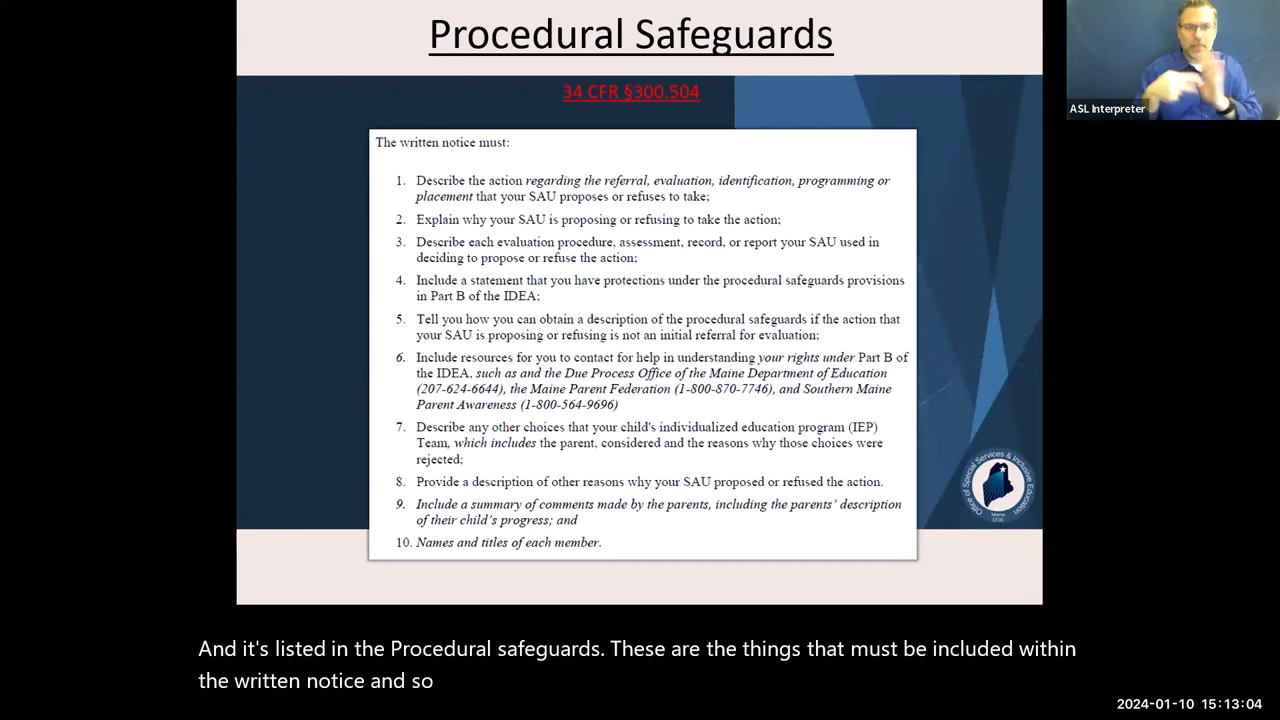 Procedural Safeguards
34 CFR §300.504
ASL Interpreter
The written notice must:
1. Describe the action regarding the referral, evaluation, identification, programming or
placement that your SAU proposes or refuses to take;
2. Explain why your SAU is proposing or refusing to take the action;
3. Describe each evaluation procedure, assessment, record, or report your SAU used in
deciding to propose or refuse the action;
4. Include a statement that you have protections under the procedural safeguards provisions
in Part B of the IDEA;
5. Tell you how you can obtain a description of the procedural safeguards if the action that
your SAU is proposing or refusing is not an initial referral for evaluation;
6. Include resources for you to contact for help in understanding your rights under Part B of
the IDEA, such as and the Due Process Office of the Maine Department of Education
(207-624-6644), the Maine Parent Federation (1-800-870-7746), and Southern Maine
Parent Awareness (1-800-564-9696)
7. Describe any other choices that your child's individualized education program (IEP)
Team, which includes the parent, considered and the reasons why those choices were
rejected;
8. Provide a description of other reasons why your SAU proposed or refused the action.
9. Include a summary of comments made by the parents, including the parents' description
of their child's progress; and
10. Names and titles of each member.
Office of Special Services & Inclusive Education
Maine
DOE
And it's listed in the Procedural safeguards. These are the things that must be included within
the written notice and so
2024-01-10 15:13:04